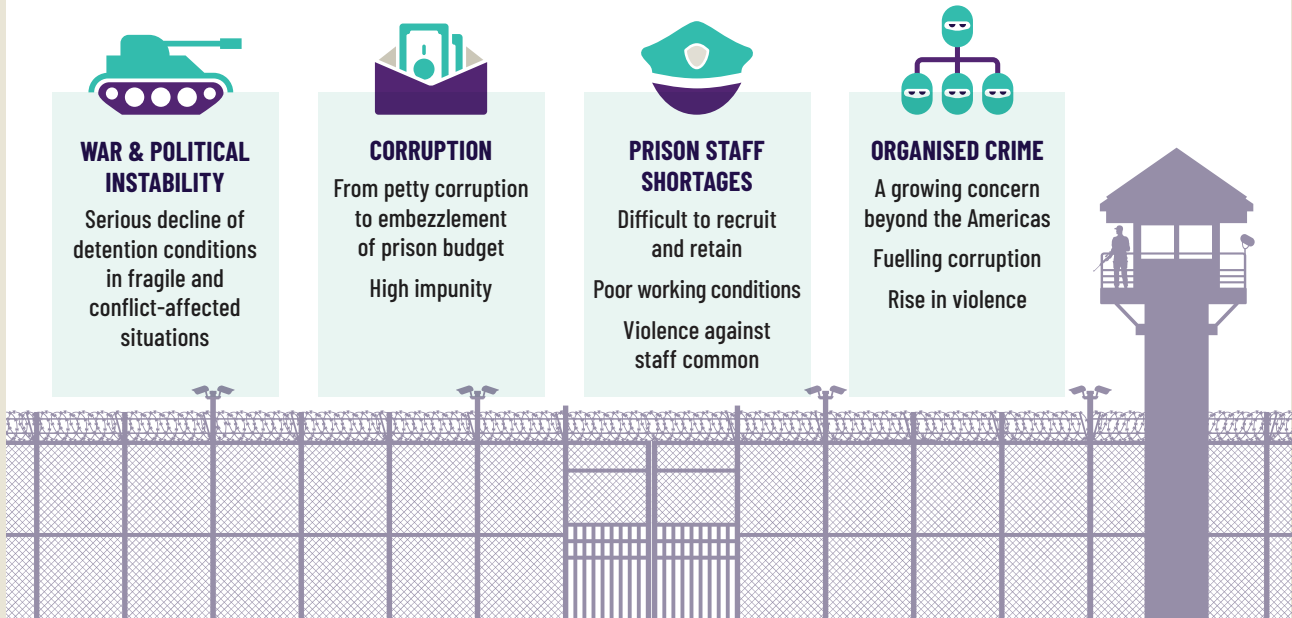 WAR & POLITICAL
INSTABILITY
Serious decline of
detention conditions
in fragile and
conflict-affected
situations
CORRUPTION
From petty corruption
to embezzlement
of prison budget
High impunity
PRISON STAFF
SHORTAGES
Difficult to recruit
and retain
Poor working conditions
Violence against
staff common
ORGANISED CRIME
A growing concern
beyond the Americas
Fuelling corruption
Rise in violence